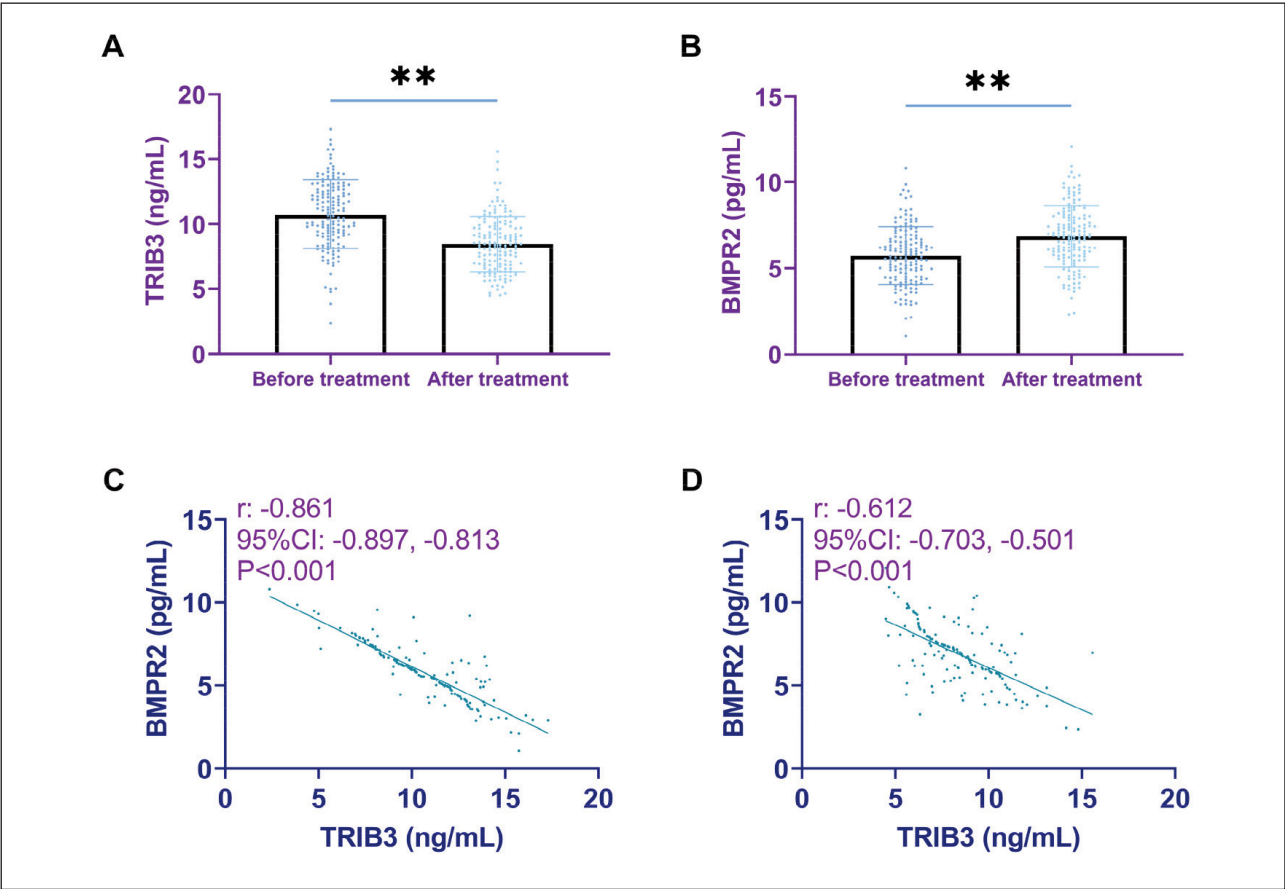 A
**
TRIB3 (ng/mL)
20
15
10
5
0
Before treatment
After treatment
B
**
BMPR2 (pg/mL)
15
10
5
0
Before treatment
After treatment
C
r: -0.861
95%CI: -0.897, -0.813
P<0.001
BMPR2 (pg/mL)
15
10
5
0
0
5
10
15
20
TRIB3 (ng/mL)
D
r: -0.612
95%CI: -0.703, -0.501
P<0.001
BMPR2 (pg/mL)
15
10
5
0
0
5
10
15
20
TRIB3 (ng/mL)